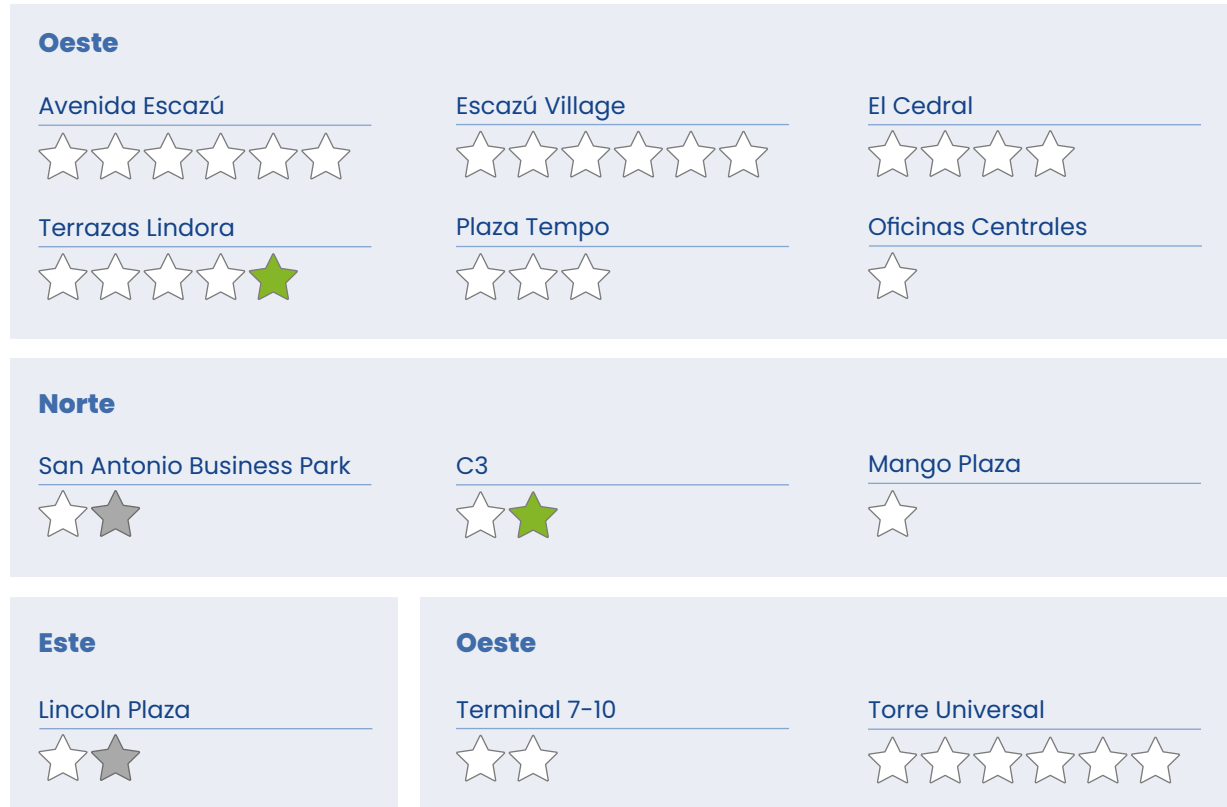 Oeste
Avenida Escazú
Escazú Village
El Cedral
Terrazas Lindora
Plaza Tempo
Oficinas Centrales
Norte
San Antonio Business Park
C3
Mango Plaza
Este
Lincoln Plaza
Oeste
Terminal 7-10
Torre Universal